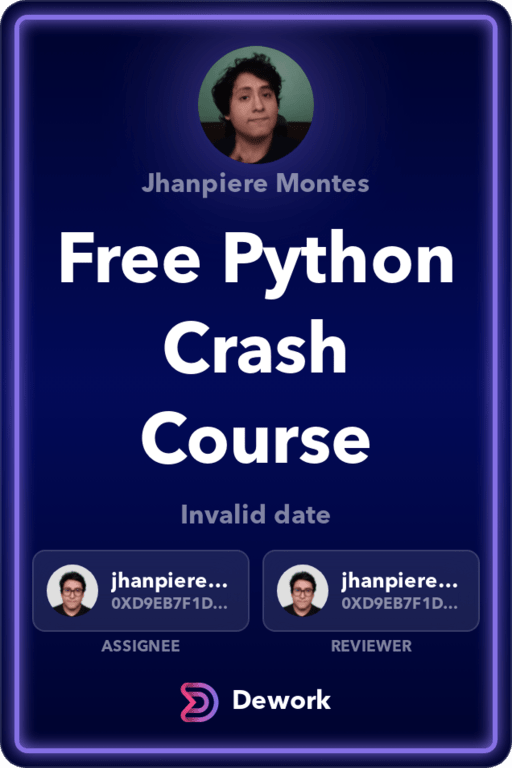 Jhanpiere Montes
Free Python
Crash
Course
Invalid date
jhanpiere...
0XD9EB7F1D...
ASSIGNEE
jhanpiere...
0XD9EB7F1D...
REVIEWER
Dework